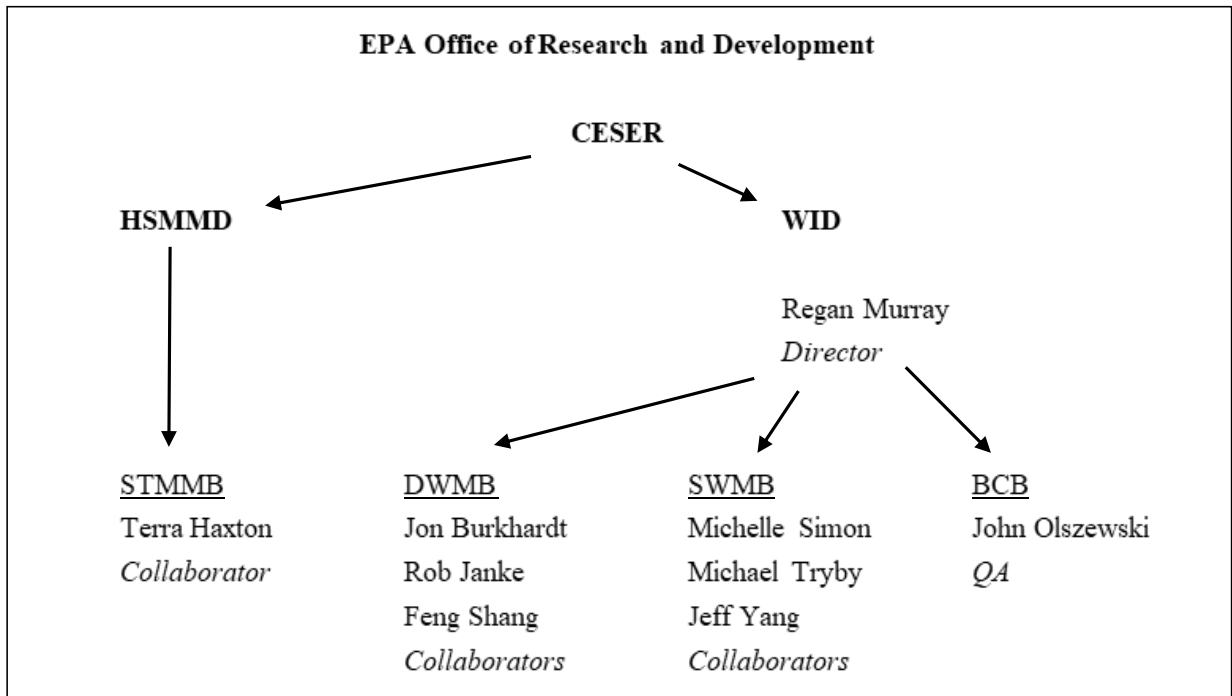 EPA Office of Research and Development
CESER
HSMMD
WID
Regan Murray
Director
STMMB
Terra Haxton
Collaborator
DWMB
Jon Burkhardt
Rob Janke
Feng Shang
Collaborators
SWMB
Michelle Simon
Michael Tryby
Jeff Yang
Collaborators
BCB
John Olszewski
QA